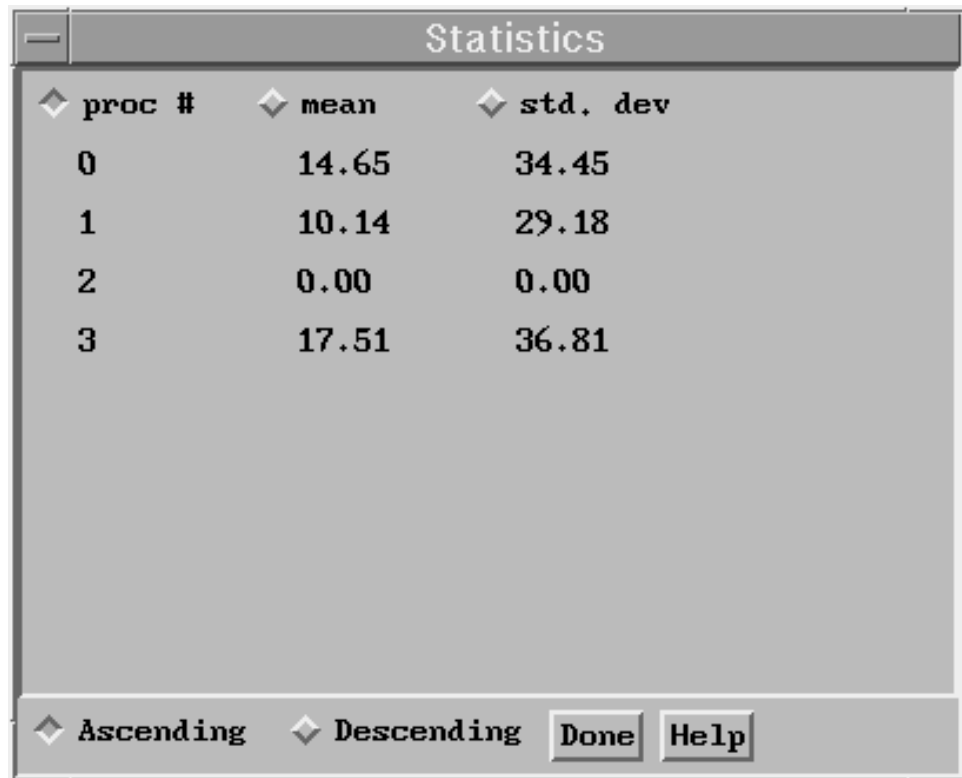 Statistics
proc # mean std. dev
0 14.65 34.45
1 10.14 29.18
2 0.00 0.00
3 17.51 36.81
Ascending Descending Done Help